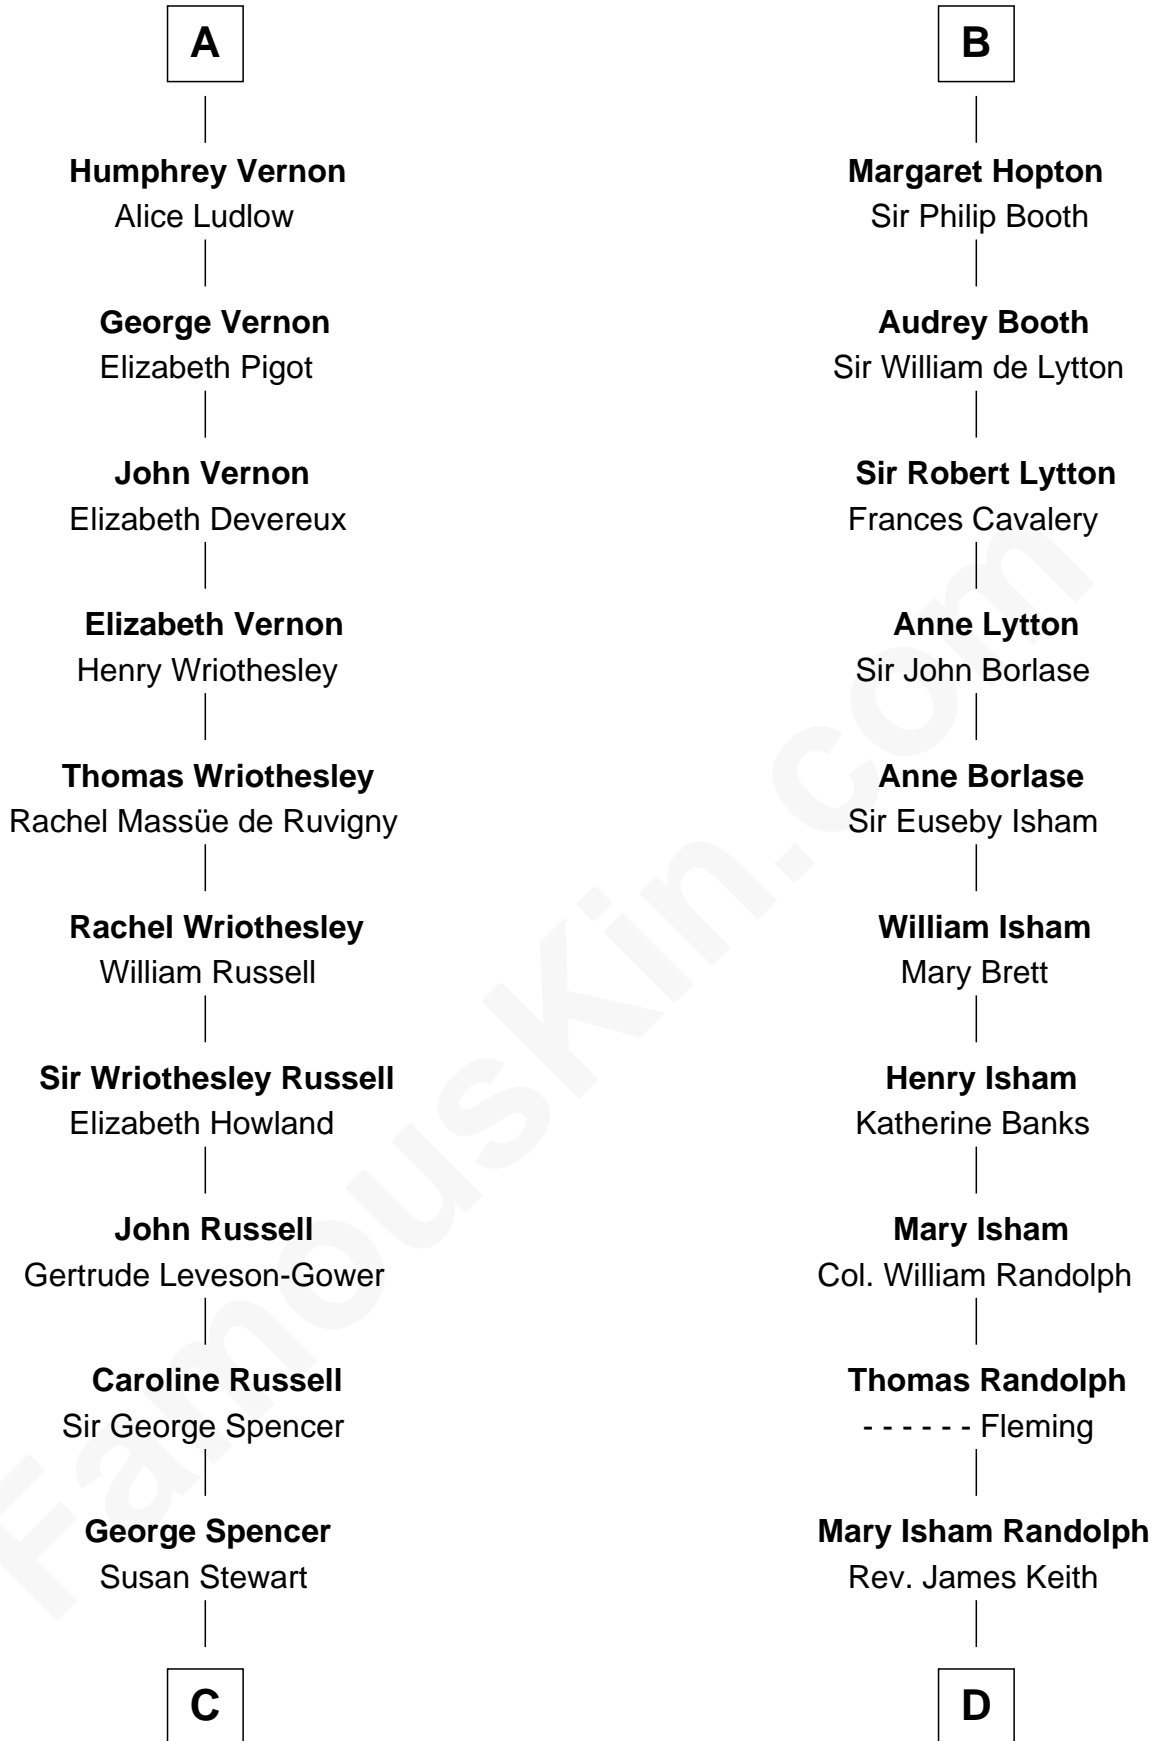 A
Humphrey Vernon
Alice Ludlow
George Vernon
Elizabeth Pigot
John Vernon
Elizabeth Devereux
Elizabeth Vernon
Henry Wriothesley
Thomas Wriothesley
Rachel Massüe de Ruvigny
Rachel Wriothesley
William Russell
Sir Wriothesley Russell
Elizabeth Howland
John Russell
Gertrude Leveson-Gower
Caroline Russell
Sir George Spencer
George Spencer
Susan Stewart
C
B
Margaret Hopton
Sir Philip Booth
Audrey Booth
Sir William de Lytton
Sir Robert Lytton
Frances Cavalery
Anne Lytton
Sir John Borlase
Anne Borlase
Sir Euseby Isham
William Isham
Mary Brett
Henry Isham
Katherine Banks
Mary Isham
Col. William Randolph
Thomas Randolph
- - - - - - Fleming
Mary Isham Randolph
Rev. James Keith
D
FamousKin.com